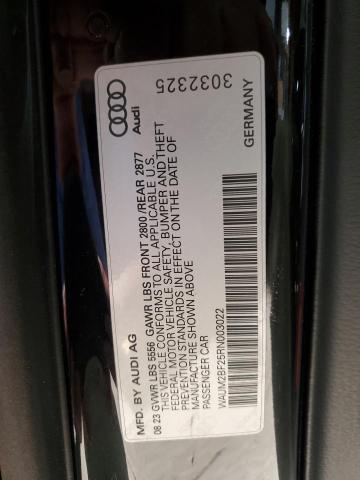 MFD. BY AUDI AG
08.23 GVWR LBS 5556 GAWR LBS FRONT 2800 /REAR 2877
THIS VEHICLE CONFORMS TO ALL APPLICABLE U.S.
FEDERAL MOTOR VEHICLE SAFETY, BUMPER AND THEFT
PREVENTION STANDARDS IN EFFECT ON THE DATE OF
MANUFACTURE SHOWN ABOVE
PASSENGER CAR
WAUM2BF25RN003022
GERMANY
Audi
3032325